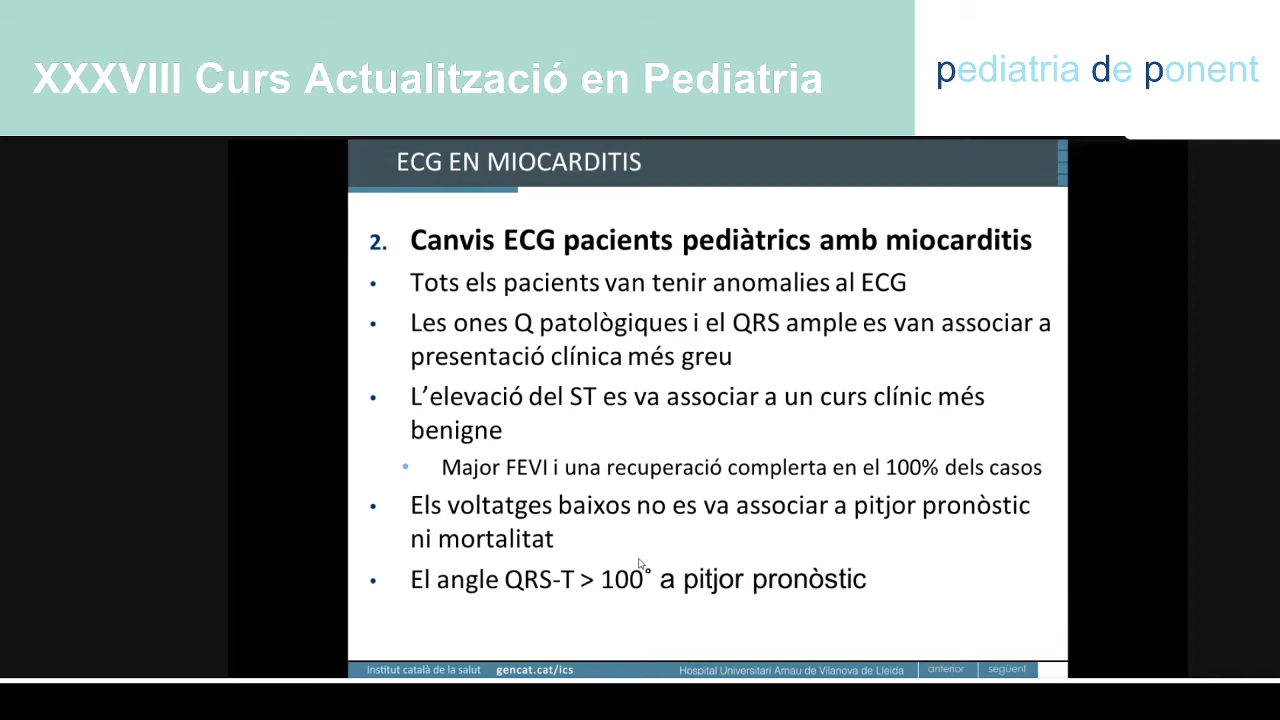 XXXVIII Curs Actualització en Pediatria
pediatria de ponent
ECG EN MIOCARDITIS
2. Canvis ECG pacients pediàtrics amb miocarditis
• Tots els pacients van tenir anomalies al ECG
• Les ones Q patològiques i el QRS ample es van associar a
presentació clínica més greu
• L’elevació del ST es va associar a un curs clínic més
benigne
• Major FEVI i una recuperació complerta en el 100% dels casos
• Els voltatges baixos no es va associar a pitjor pronòstic
ni mortalitat
• El angle QRS-T > 100° a pitjor pronòstic
institut català de la salut gencat.cat/ics Hospital Universitari Arnau de Vilanova de Lleida anterior següent